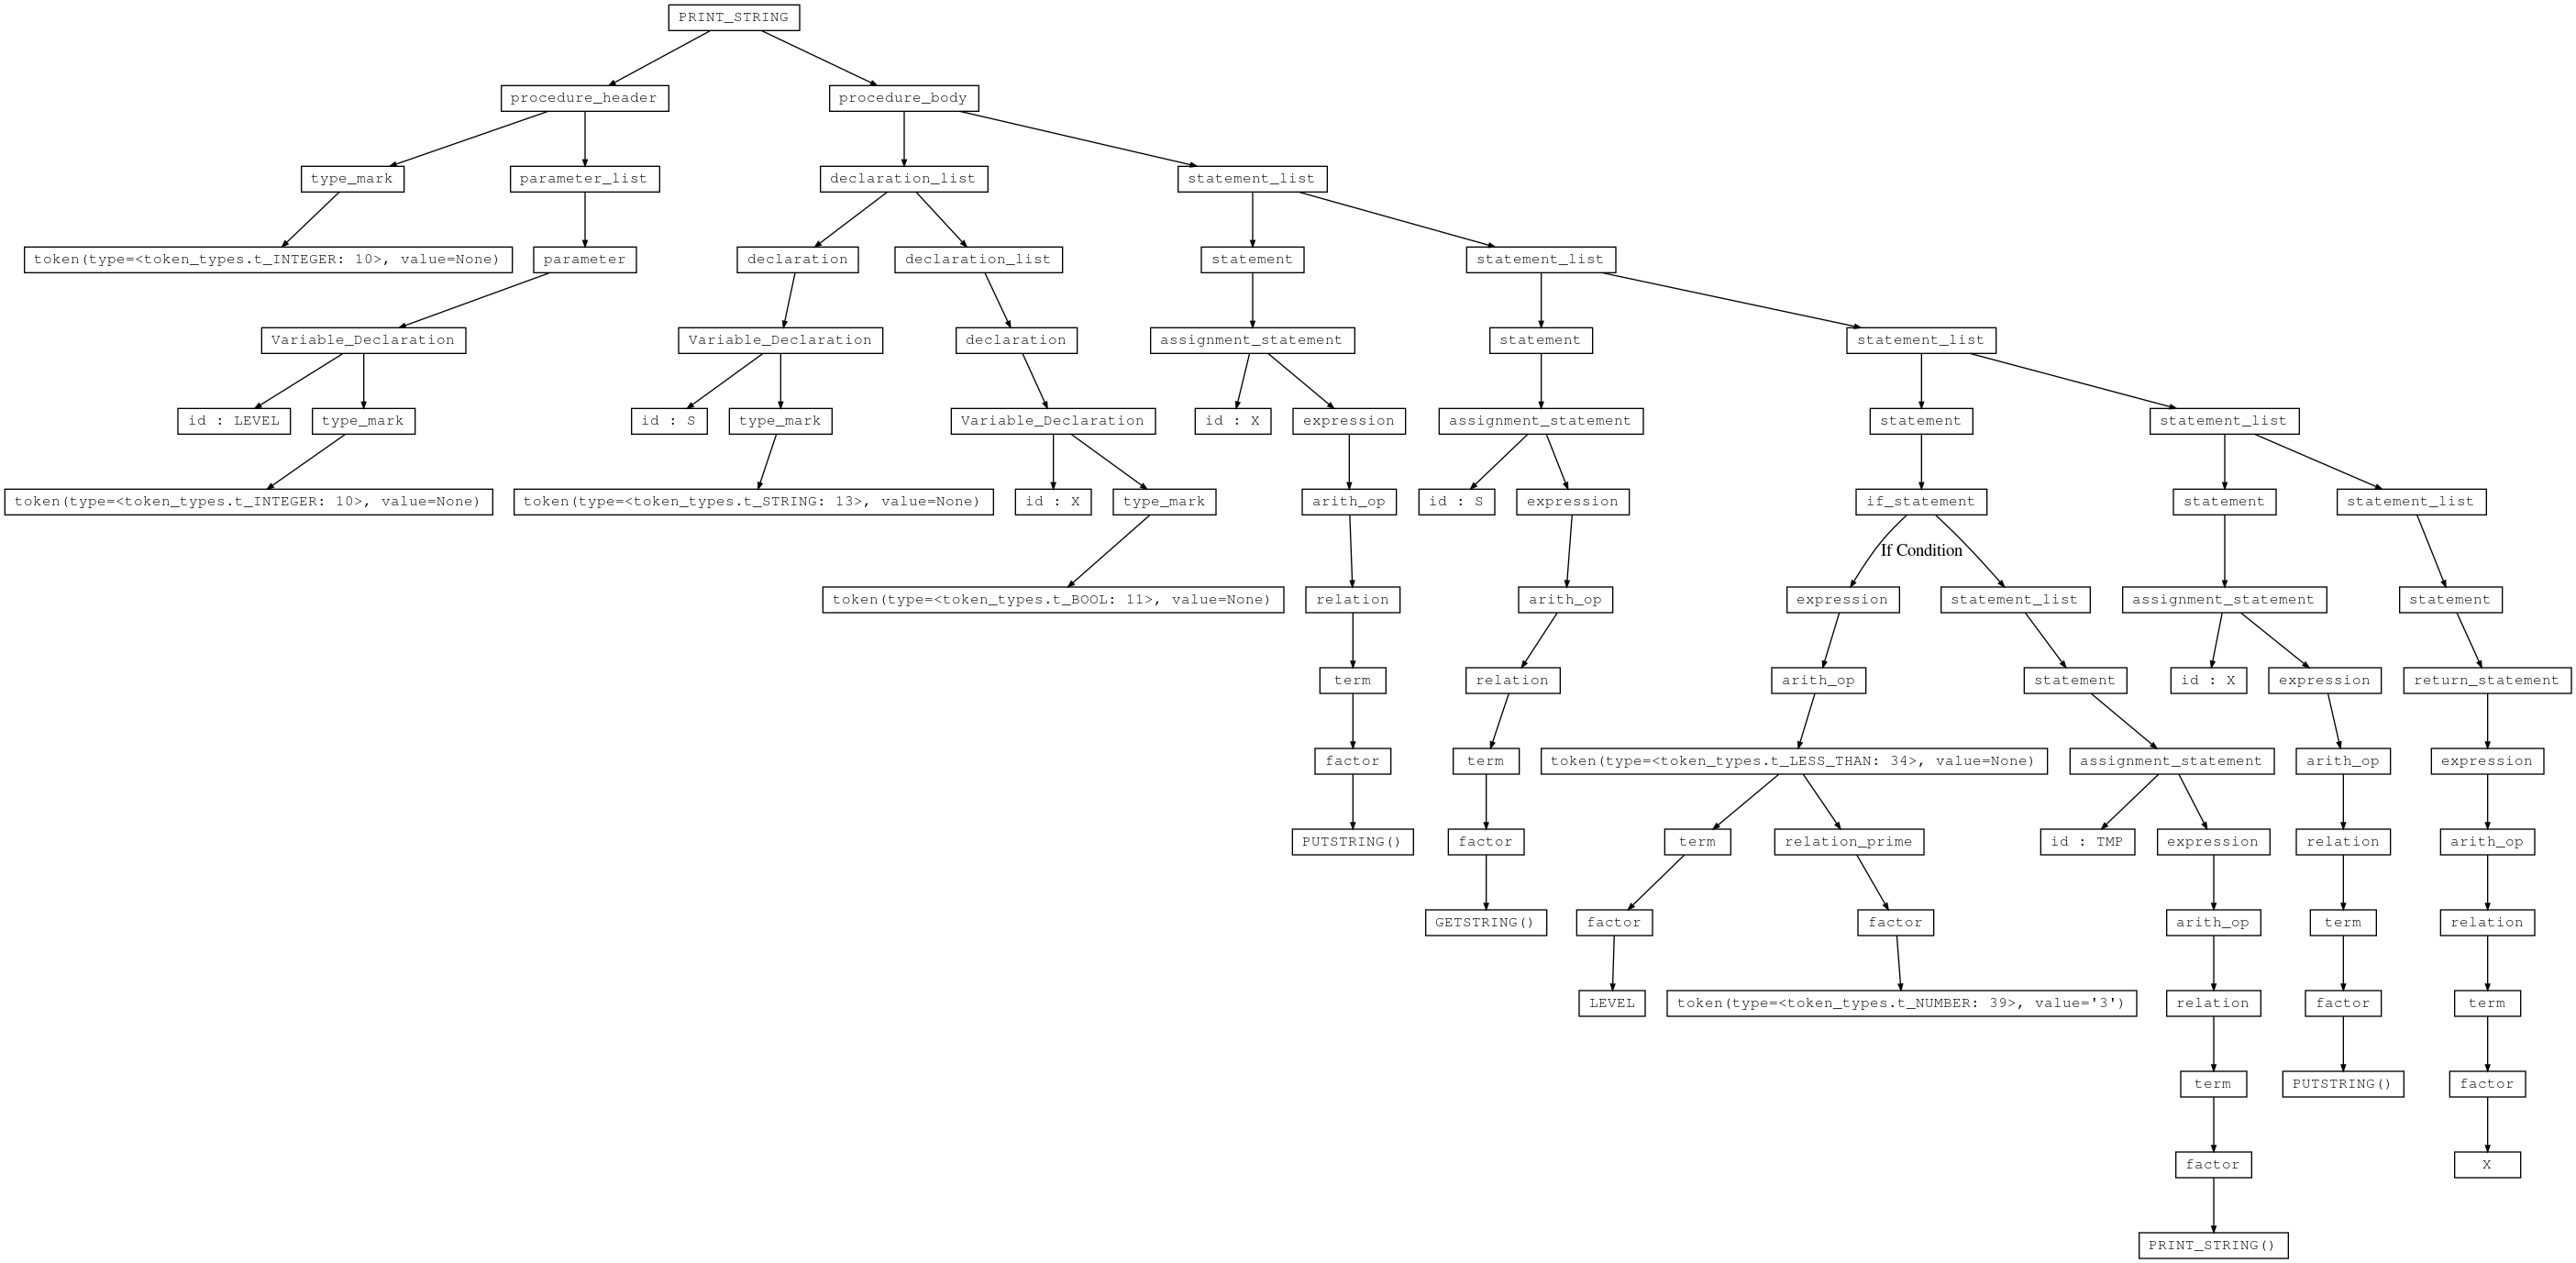 PRINT_STRING
procedure_header procedure_body
type_mark parameter_list declaration_list statement_list
token(type=<token_types.t_INTEGER: 10>, value=None) parameter declaration declaration_list statement statement_list
Variable_Declaration Variable_Declaration declaration assignment_statement statement statement_list
id : LEVEL type_mark id : S type_mark Variable_Declaration id : X expression assignment_statement statement statement_list
token(type=<token_types.t_INTEGER: 10>, value=None) token(type=<token_types.t_STRING: 13>, value=None) id : X type_mark arith_op id : S expression if_statement statement statement_list
If Condition
token(type=<token_types.t_BOOL: 11>, value=None) relation arith_op expression statement_list assignment_statement statement
term relation arith_op statement id : X expression return_statement
factor term token(type=<token_types.t_LESS_THAN: 34>, value=None) assignment_statement arith_op expression
PUTSTRING() factor term relation_prime id : TMP expression relation arith_op
GETSTRING() factor factor arith_op term relation
LEVEL token(type=<token_types.t_NUMBER: 39>, value='3') relation factor term
term PUTSTRING() factor
factor X
PRINT_STRING()